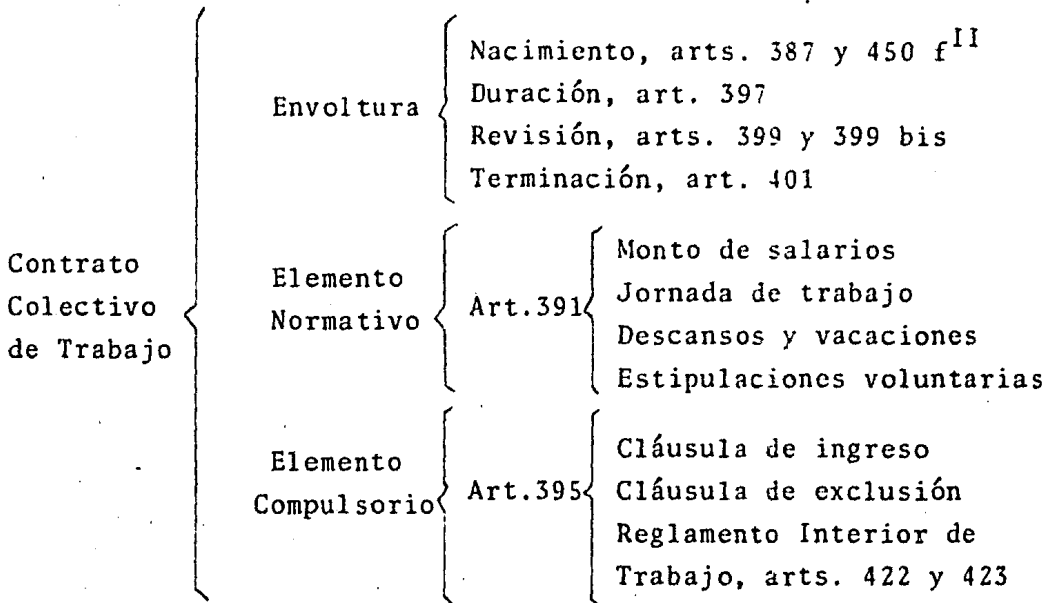 Contrato
Colectivo
de Trabajo
Envoltura
Nacimiento, arts. 387 y 450 f II
Duración, art. 397
Revisión, arts. 399 y 399 bis
Terminación, art. 401
Elemento
Normativo
Art.391
Monto de salarios
Jornada de trabajo
Descansos y vacaciones
Estipulaciones voluntarias
Elemento
Compulsorio
Art.395
Cláusula de ingreso
Cláusula de exclusión
Reglamento Interior de
Trabajo, arts. 422 y 423